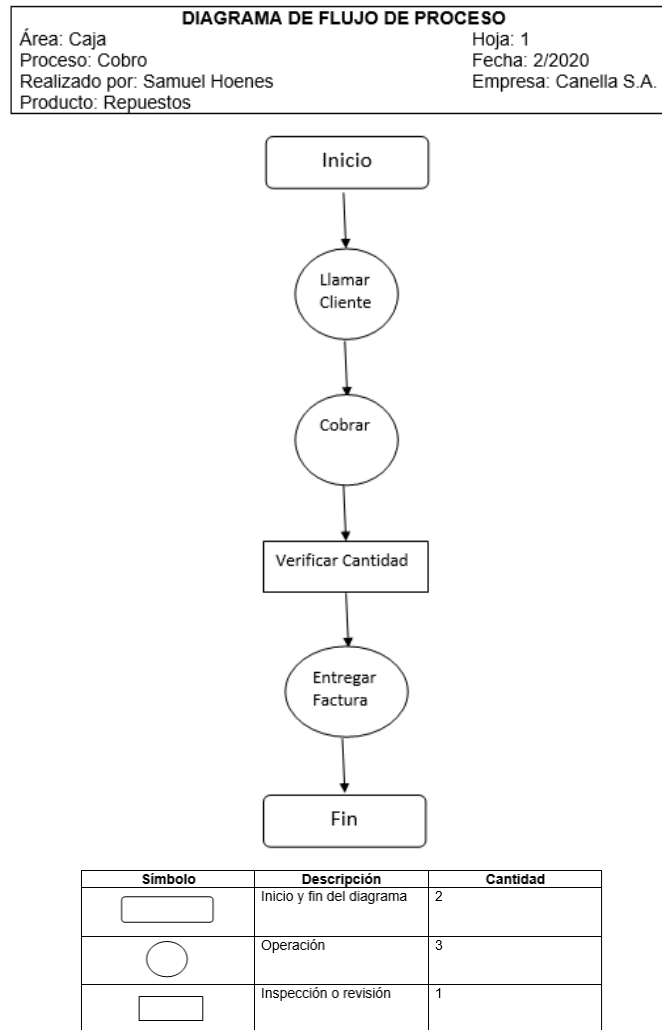 DIAGRAMA DE FLUJO DE PROCESO
Área: Caja Hoja: 1
Proceso: Cobro Fecha: 2/2020
Realizado por: Samuel Hoenes Empresa: Canella S.A.
Producto: Repuestos
Inicio
Llamar
Cliente
Cobrar
Verificar Cantidad
Entregar
Factura
Fin
Símbolo Descripción Cantidad
Inicio y fin del diagrama 2
Operación 3
Inspección o revisión 1